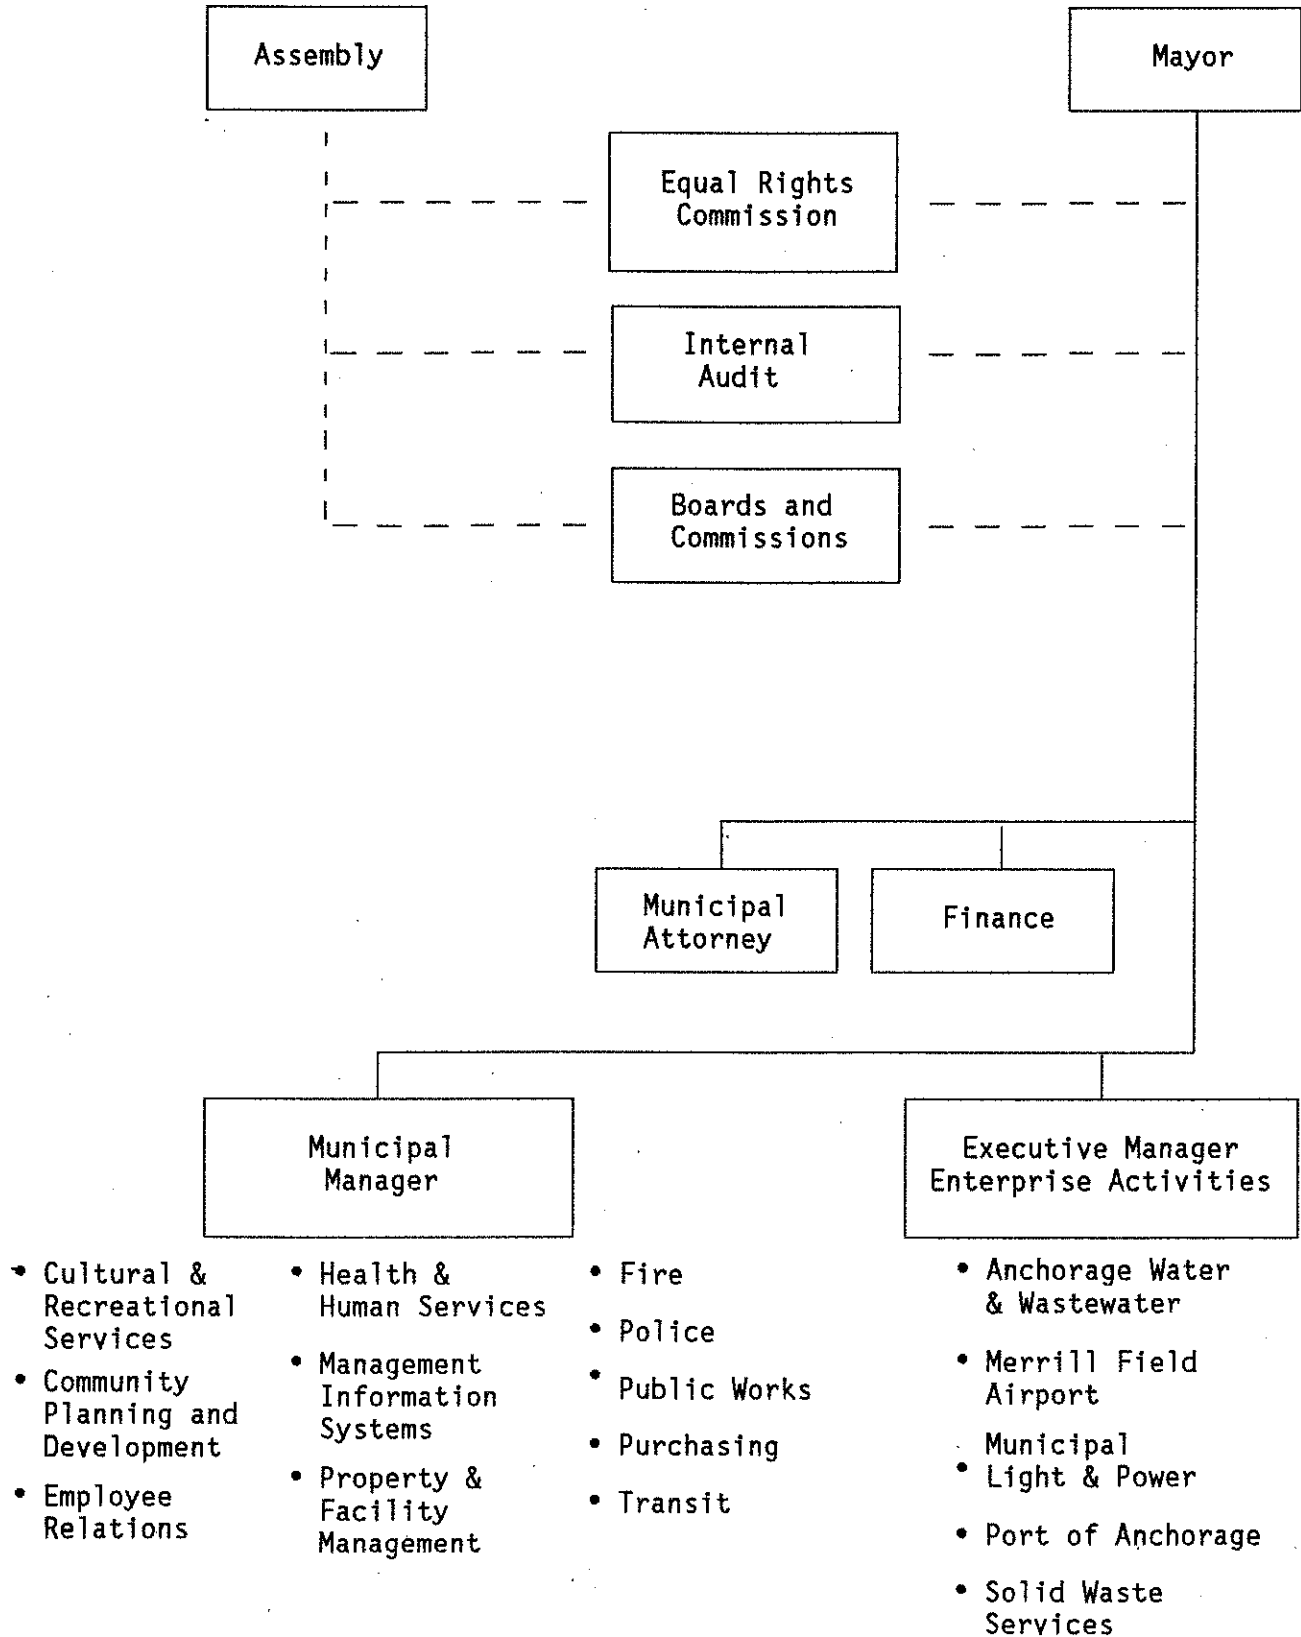 Assembly
Mayor
Equal Rights
Commission
Internal
Audit
Boards and
Commissions
Municipal
Attorney
Finance
Municipal
Manager
Executive Manager
Enterprise Activities
• Cultural &
Recreational
Services
• Community
Planning and
Development
• Employee
Relations
• Health &
Human Services
• Management
Information
Systems
• Property &
Facility
Management
• Fire
• Police
• Public Works
• Purchasing
• Transit
• Anchorage Water
& Wastewater
• Merrill Field
Airport
Municipal
• Light & Power
• Port of Anchorage
• Solid Waste
Services